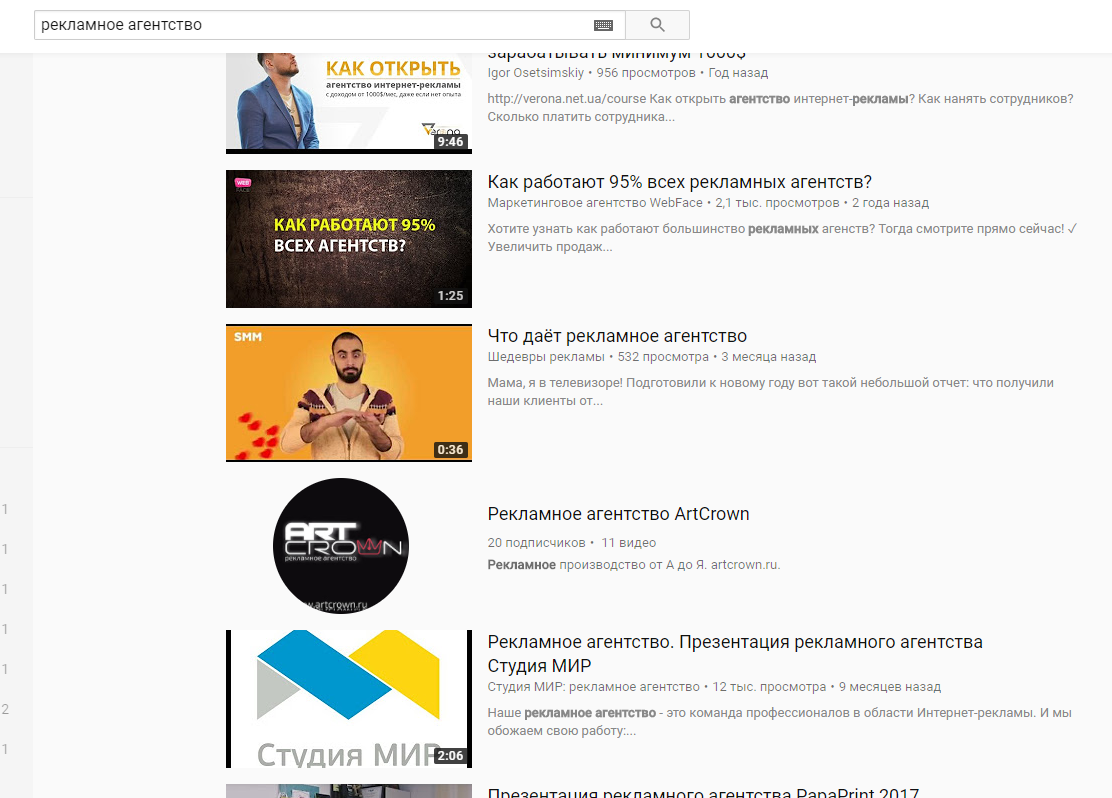 рекламное агентство
зарабатывать минимум 1000$
КАК ОТКРЫТЬ
агентство интернет-рекламы
с доходом от 1000$/мес, даже если нет опыта
9:46
Igor Osetsimskiy • 956 просмотров • Год назад
http://verona.net.ua/course Как открыть агентство интернет-рекламы? Как нанять сотрудников?
Сколько платить сотрудника...
WEB
FACE
КАК РАБОТАЮТ 95%
ВСЕХ АГЕНТСТВ?
1:25
Как работают 95% всех рекламных агентств?
Маркетинговое агентство WebFace • 2,1 тыс. просмотров • 2 года назад
Хотите узнать как работают большинство рекламных агенств? Тогда смотрите прямо сейчас! ✓
Увеличить продаж...
SMM
0:36
Что даёт рекламное агентство
Шедевры рекламы • 532 просмотра • 3 месяца назад
Мама, я в телевизоре! Подготовили к новому году вот такой небольшой отчет: что получили
наши клиенты от...
ART
CROWN
рекламное агентство
w.artcrown.ru
Рекламное агентство ArtCrown
20 подписчиков • 11 видео
Рекламное производство от А до Я. artcrown.ru.
Студия МИР
2:06
Рекламное агентство. Презентация рекламного агентства
Студия МИР
Студия МИР: рекламное агентство • 12 тыс. просмотра • 9 месяцев назад
Наше рекламное агентство - это команда профессионалов в области Интернет-рекламы. И мы
обожаем свою работу:...
Презентация рекламного агентства PapaPrint 2017
1
1
1
1
1
2
1